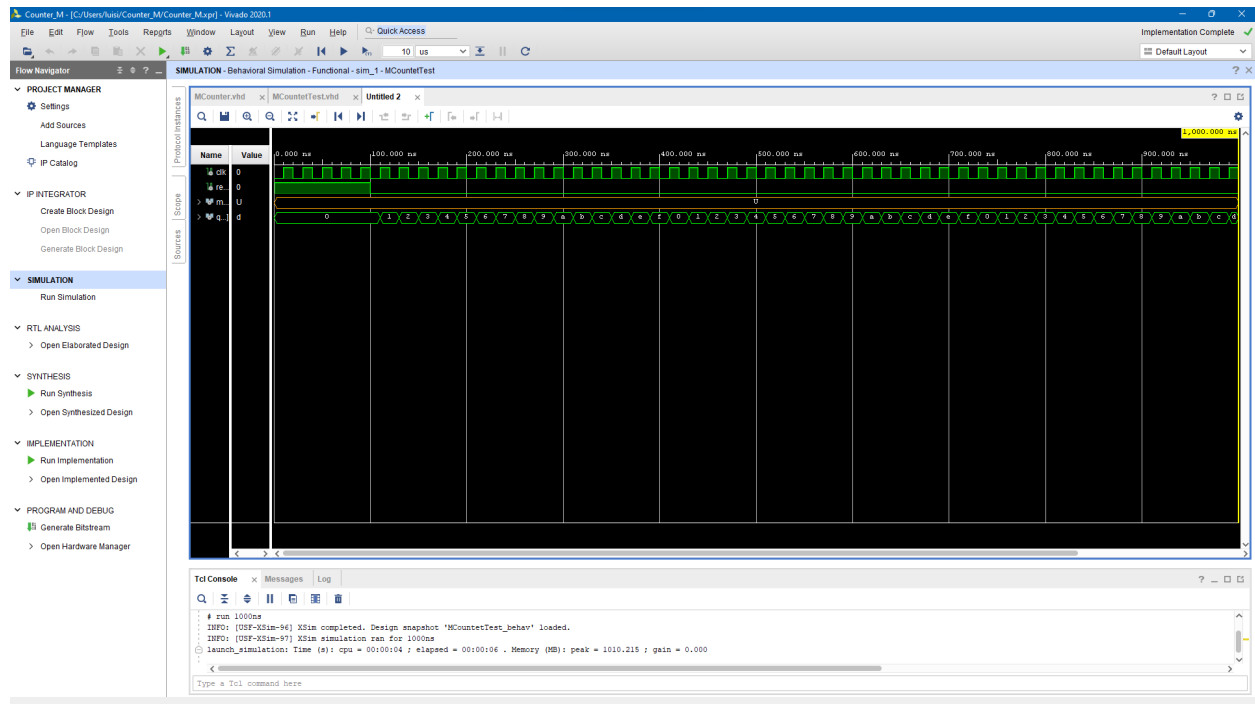 Counter_M - [C:/Users/luisi/Counter_M/Counter_M.xpr] - Vivado 2020.1
File Edit Flow Tools Reports Window Layout View Run Help Quick Access
Implementation Complete
10 us
Default Layout
Flow Navigator
SIMULATION - Behavioral Simulation - Functional - sim_1 - MCountetTest
PROJECT MANAGER
Settings
Add Sources
Language Templates
IP Catalog
IP INTEGRATOR
Create Block Design
Open Block Design
Generate Block Design
SIMULATION
Run Simulation
RTL ANALYSIS
Open Elaborated Design
SYNTHESIS
Run Synthesis
Open Synthesized Design
IMPLEMENTATION
Run Implementation
Open Implemented Design
PROGRAM AND DEBUG
Generate Bitstream
Open Hardware Manager
Protocol Instances
Scope
Sources
MCounter.vhd MCountetTest.vhd Untitled 2
1,000.000 ns
Name Value 0.000 ns 100.000 ns 200.000 ns 300.000 ns 400.000 ns 500.000 ns 600.000 ns 700.000 ns 800.000 ns 900.000 ns
clk 0
re... 0
m... U U
q...] d 0 1 2 3 4 5 6 7 8 9 a b c d e f 0 1 2 3 4 5 6 7 8 9 a b c d e f 0 1 2 3 4 5 6 7 8 9 a b c d
Tcl Console Messages Log
# run 1000ns
INFO: [USF-XSim-96] XSim completed. Design snapshot 'MCountetTest_behav' loaded.
INFO: [USF-XSim-97] XSim simulation ran for 1000ns
launch_simulation: Time (s): cpu = 00:00:04 ; elapsed = 00:00:06 . Memory (MB): peak = 1010.215 ; gain = 0.000
Type a Tcl command here